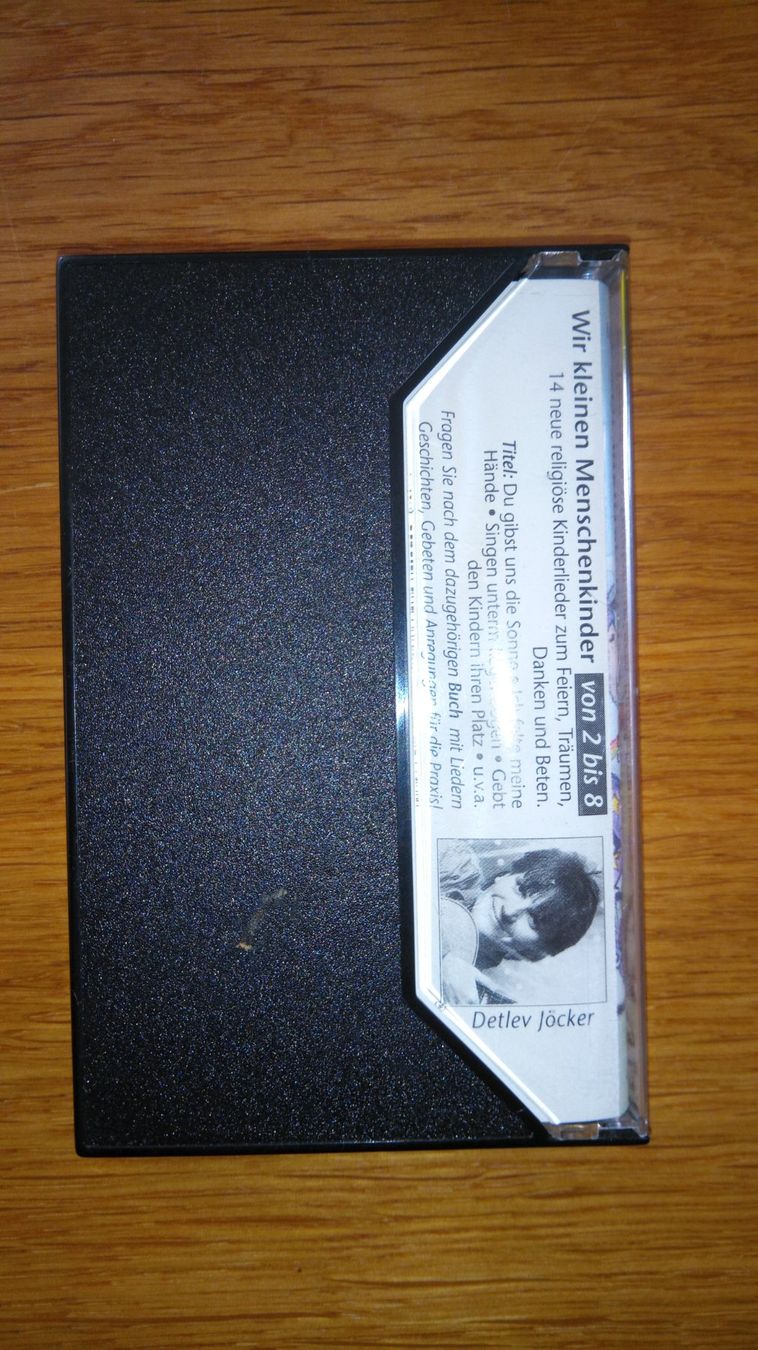 Wir kleinen Menschenkinder von 2 bis 8
14 neue religiöse Kinderlieder zum Feiern, Träumen,
Danken und Beten.
Titel: Du gibst uns die Sonne • Ich falte meine
Hände • Singen unterm • Gebt
den Kindern ihren Platz • u.v.a.
Fragen Sie nach dem dazugehörigen Buch mit Liedern
Geschichten, Gebeten und Anregungen für die Praxis!
Detlev Jöcker